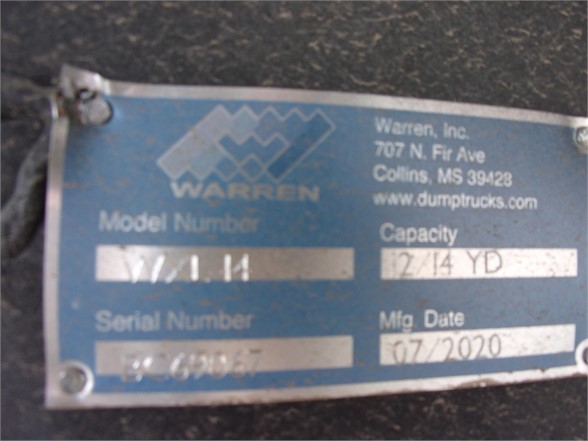 WARREN
Warren, Inc.
707 N. Fir Ave
Collins, MS 39428
www.dumptrucks.com
Model Number
Capacity
12/14 YD
Serial Number
Mfg. Date
07/2020